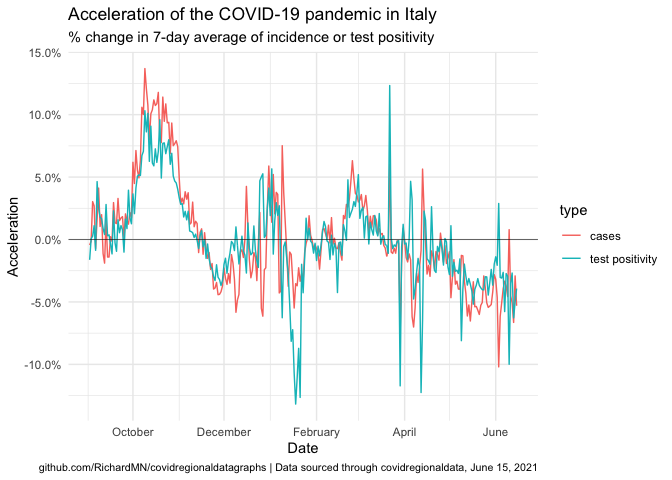 Acceleration of the COVID-19 pandemic in Italy
% change in 7-day average of incidence or test positivity
15.0%
10.0%
5.0%
0.0%
-5.0%
-10.0%
Acceleration
October December February April June
Date
type
cases
test positivity
github.com/RichardMN/covidregionaldatagraphs | Data sourced through covidregionaldata, June 15, 2021